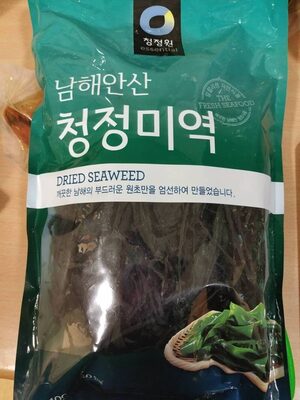 청정원
essential
남해안산
청정미역
THE
FRESH SEAFOOD
DRIED SEAWEED
깨끗한 남해의 부드러운 원초만을 엄선하여 만들었습니다.